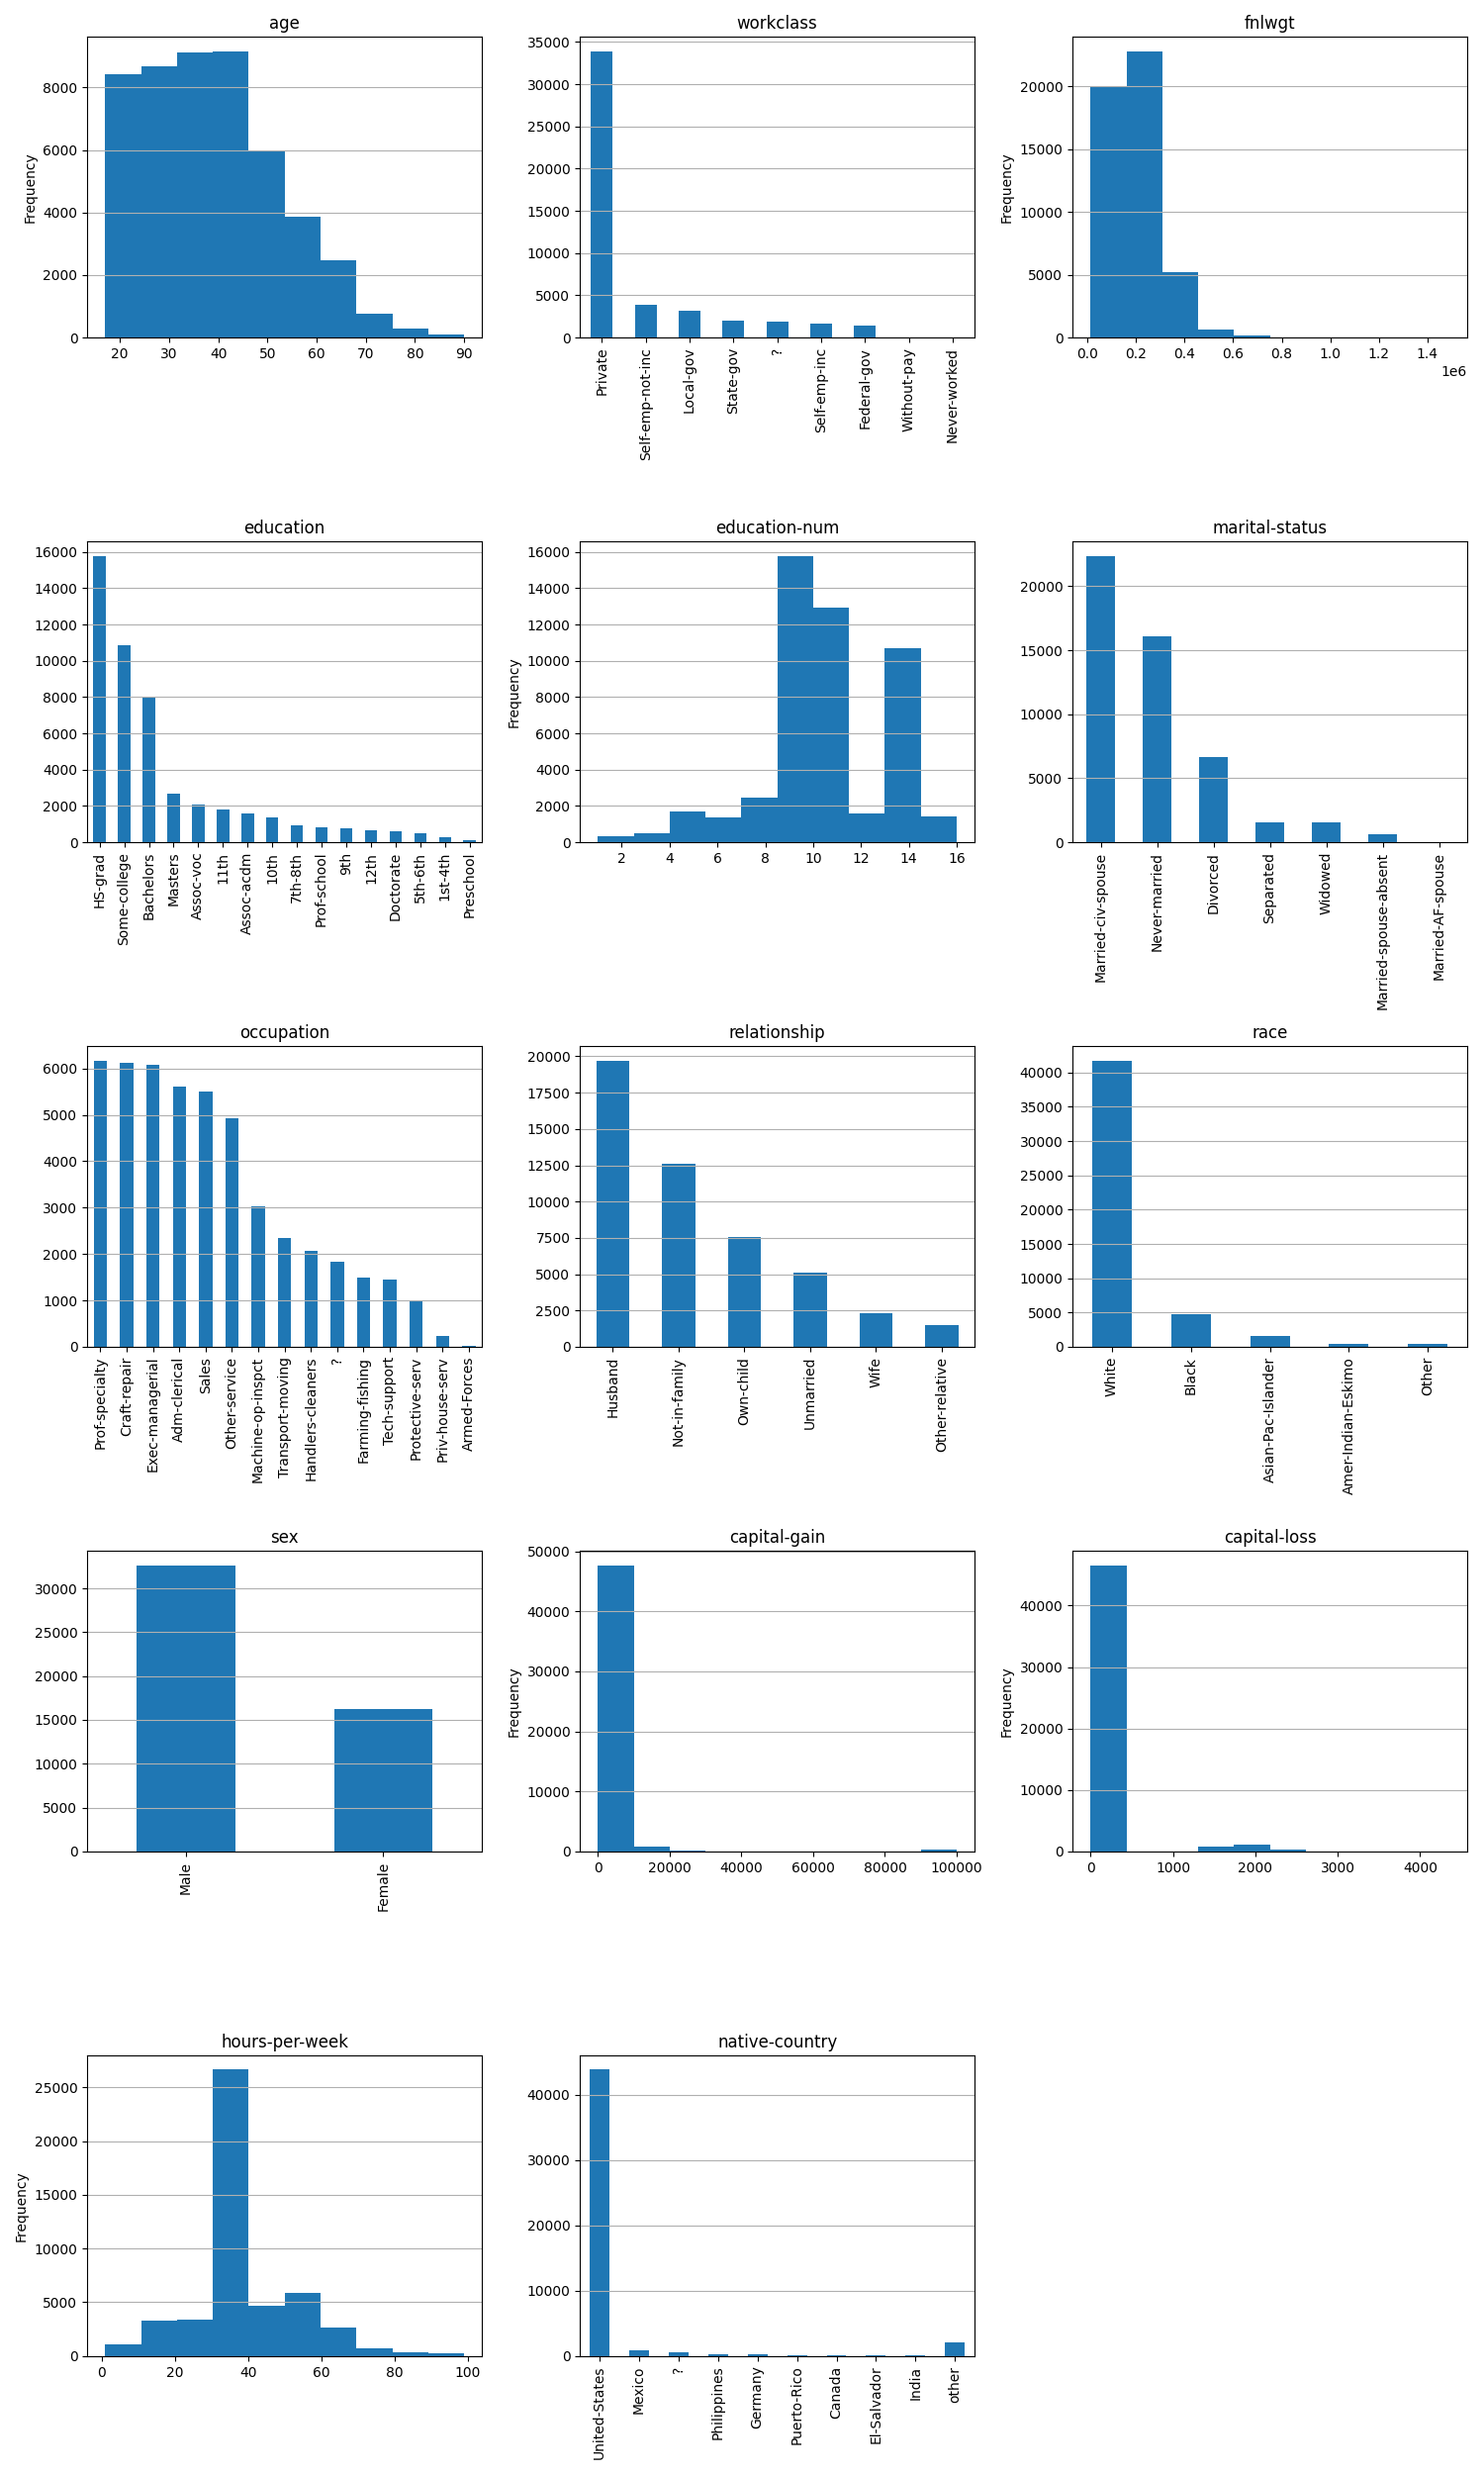 age
Frequency
8000
6000
4000
2000
0
20 30 40 50 60 70 80 90
workclass
35000
30000
25000
20000
15000
10000
5000
0
Private
Self-emp-not-inc
Local-gov
State-gov
?
Self-emp-inc
Federal-gov
Without-pay
Never-worked
fnlwgt
Frequency
20000
15000
10000
5000
0
0.0 0.2 0.4 0.6 0.8 1.0 1.2 1.4
1e6
education
16000
14000
12000
10000
8000
6000
4000
2000
0
HS-grad
Some-college
Bachelors
Masters
Assoc-voc
11th
Assoc-acdm
10th
7th-8th
Prof-school
9th
12th
Doctorate
5th-6th
1st-4th
Preschool
education-num
Frequency
16000
14000
12000
10000
8000
6000
4000
2000
0
2 4 6 8 10 12 14 16
marital-status
20000
15000
10000
5000
0
Married-civ-spouse
Never-married
Divorced
Separated
Widowed
Married-spouse-absent
Married-AF-spouse
occupation
6000
5000
4000
3000
2000
1000
0
Prof-specialty
Craft-repair
Exec-managerial
Adm-clerical
Sales
Other-service
Machine-op-inspct
Transport-moving
Handlers-cleaners
?
Farming-fishing
Tech-support
Protective-serv
Priv-house-serv
Armed-Forces
relationship
20000
17500
15000
12500
10000
7500
5000
2500
0
Husband
Not-in-family
Own-child
Unmarried
Wife
Other-relative
race
40000
35000
30000
25000
20000
15000
10000
5000
0
White
Black
Asian-Pac-Islander
Amer-Indian-Eskimo
Other
sex
30000
25000
20000
15000
10000
5000
0
Male
Female
capital-gain
Frequency
50000
40000
30000
20000
10000
0
0 20000 40000 60000 80000 100000
capital-loss
Frequency
40000
30000
20000
10000
0
0 1000 2000 3000 4000
hours-per-week
Frequency
25000
20000
15000
10000
5000
0
0 20 40 60 80 100
native-country
40000
30000
20000
10000
0
United-States
Mexico
?
Philippines
Germany
Puerto-Rico
Canada
El-Salvador
India
other